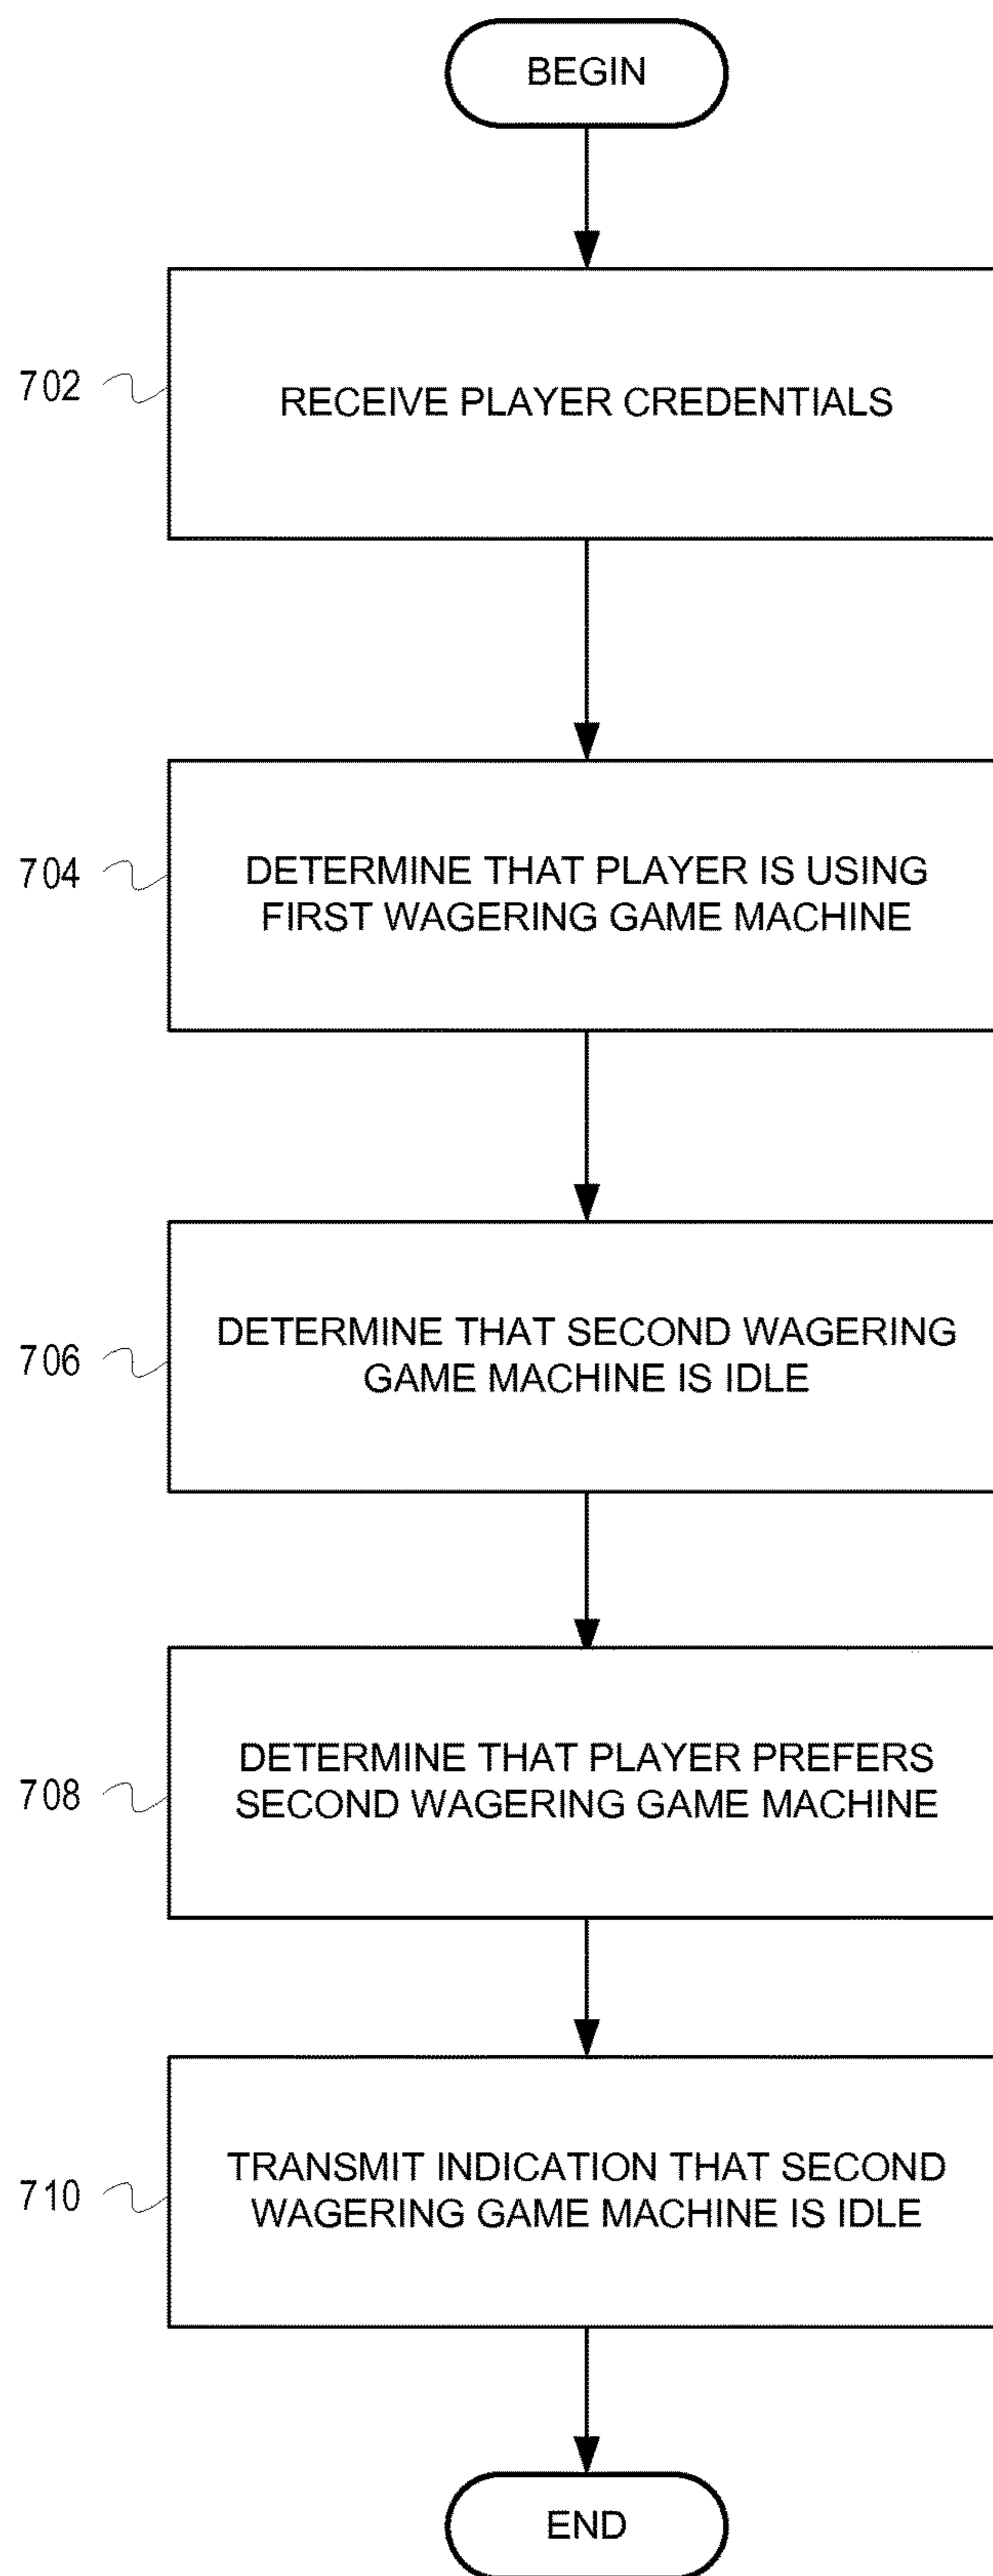 BEGIN
702
RECEIVE PLAYER CREDENTIALS
704
DETERMINE THAT PLAYER IS USING
FIRST WAGERING GAME MACHINE
706
DETERMINE THAT SECOND WAGERING
GAME MACHINE IS IDLE
708
DETERMINE THAT PLAYER PREFERS
SECOND WAGERING GAME MACHINE
710
TRANSMIT INDICATION THAT SECOND
WAGERING GAME MACHINE IS IDLE
END